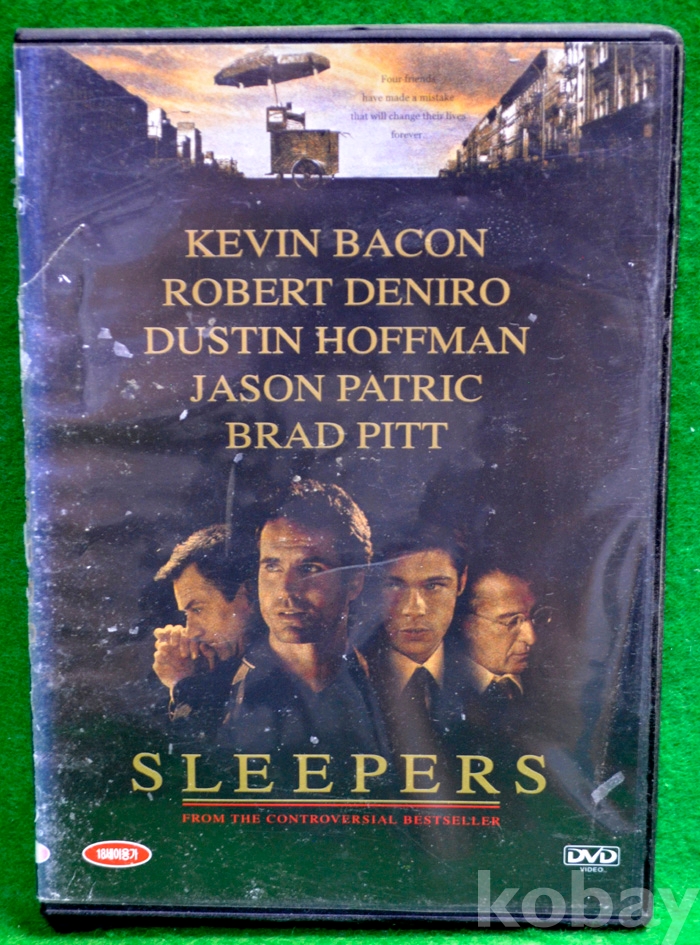 Four friends
have made a mistake
that will change their lives
forever..
KEVIN BACON
ROBERT DENIRO
DUSTIN HOFFMAN
JASON PATRIC
BRAD PITT
SLEEPERS
FROM THE CONTROVERSIAL BESTSELLER
18세이용가
DVD
VIDEO
kobay